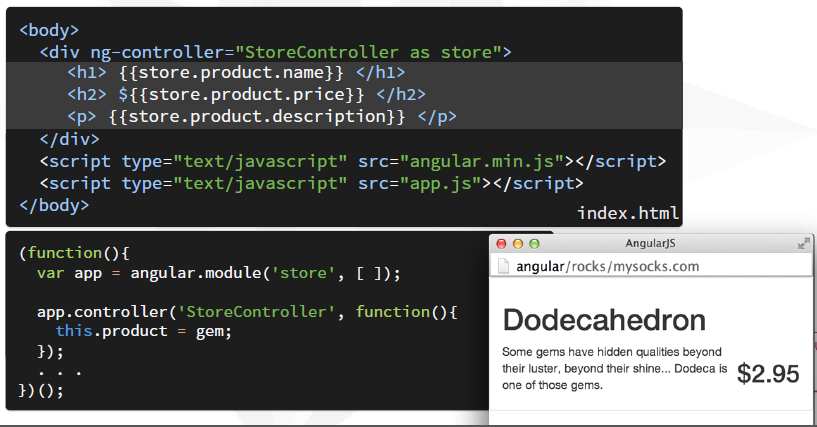 <body>
<div ng-controller="StoreController as store">
<h1> {{store.product.name}} </h1>
<h2> ${{store.product.price}} </h2>
<p> {{store.product.description}} </p>
</div>
<script type="text/javascript" src="angular.min.js"></script>
<script type="text/javascript" src="app.js"></script>
</body>
index.html
(function(){
var app = angular.module('store', [ ]);
app.controller('StoreController', function(){
this.product = gem;
});
. . .
})();
AngularJS
angular/rocks/mysocks.com
Dodecahedron
Some gems have hidden qualities beyond
their luster, beyond their shine... Dodeca is
one of those gems.
$2.95